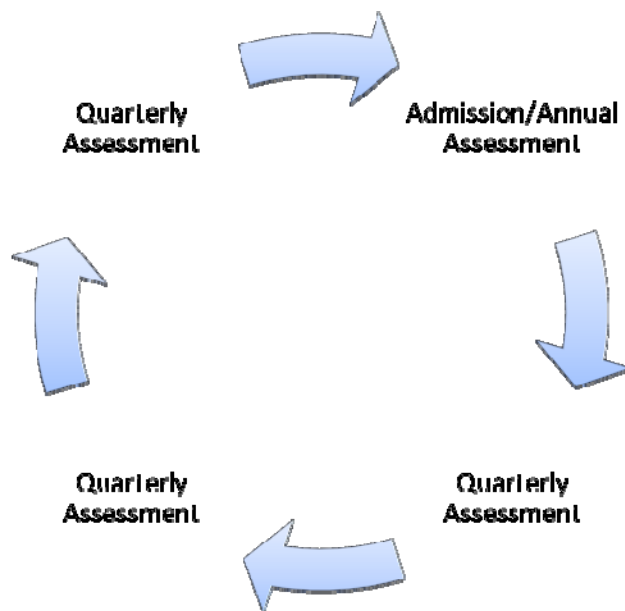 Quarterly
Assessment
Admission/Annual
Assessment
Quarterly
Assessment
Quarterly
Assessment